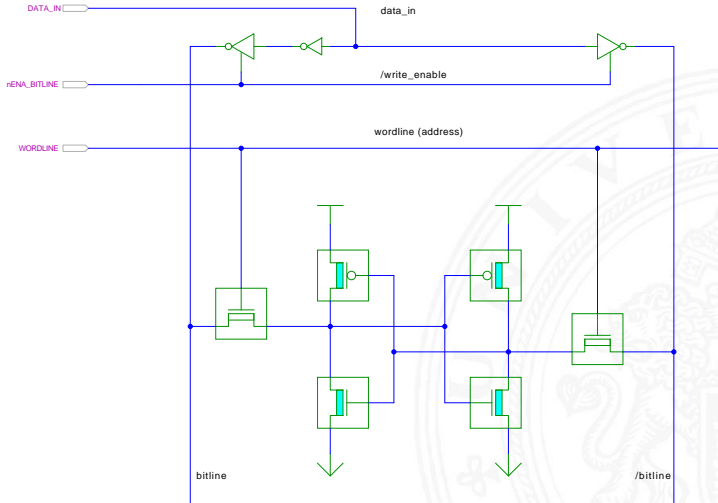 DATA_IN
data_in
/write_enable
nENA_BITLINE
wordline (address)
WORDLINE
bitline
/bitline